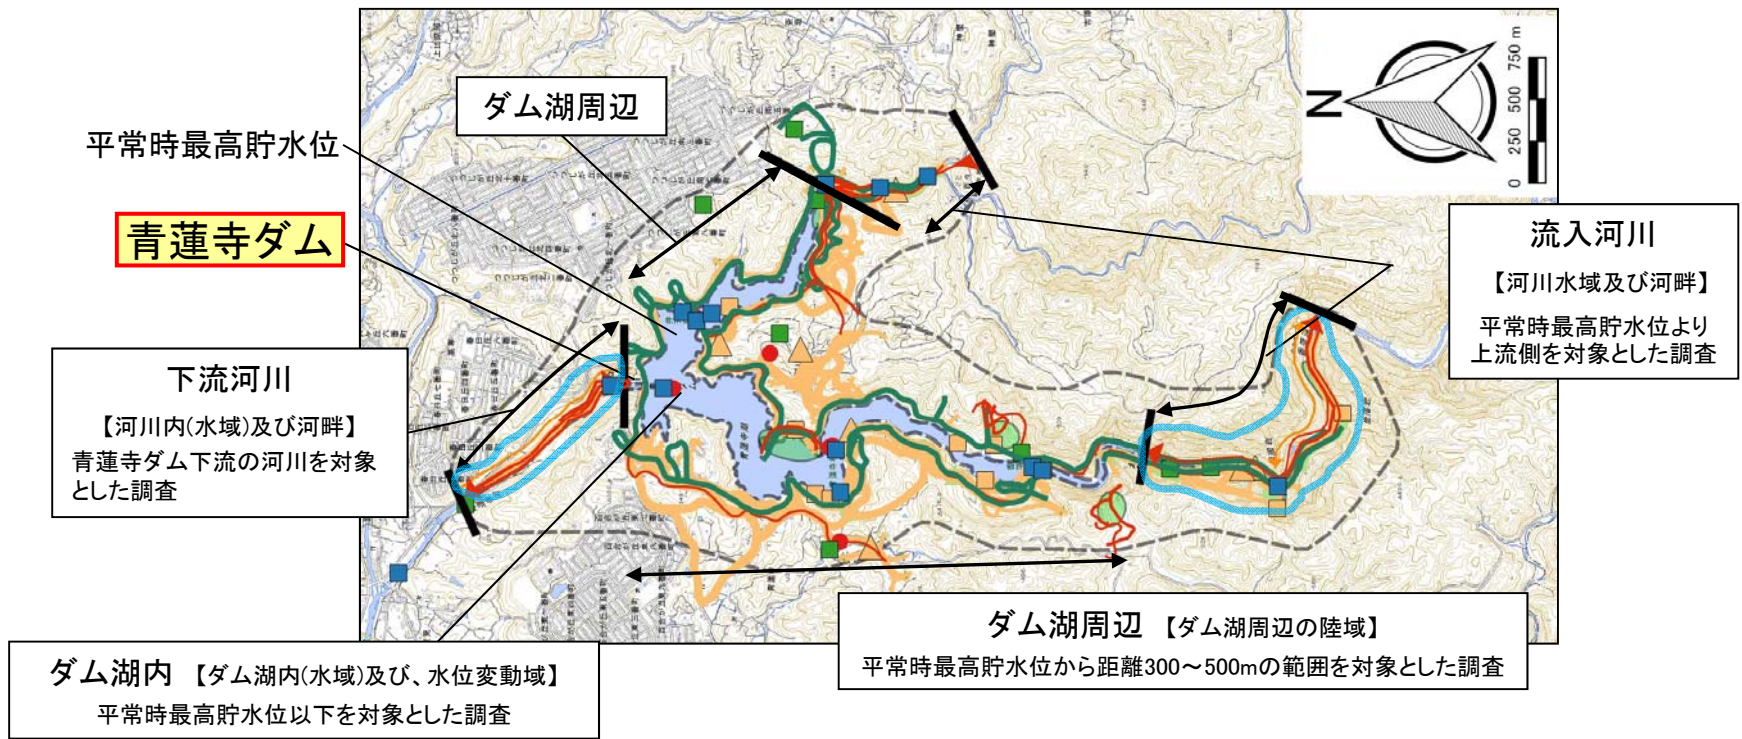 ダム湖周辺
平常時最高貯水位
青蓮寺ダム
N
0 250 500 750 m
流入河川
【河川水域及び河畔】
平常時最高貯水位より
上流側を対象とした調査
下流河川
【河川内(水域)及び河畔】
青蓮寺ダム下流の河川を対象
とした調査
ダム湖周辺 【ダム湖周辺の陸域】
平常時最高貯水位から距離300～500mの範囲を対象とした調査
ダム湖内 【ダム湖内(水域)及び、水位変動域】
平常時最高貯水位以下を対象とした調査